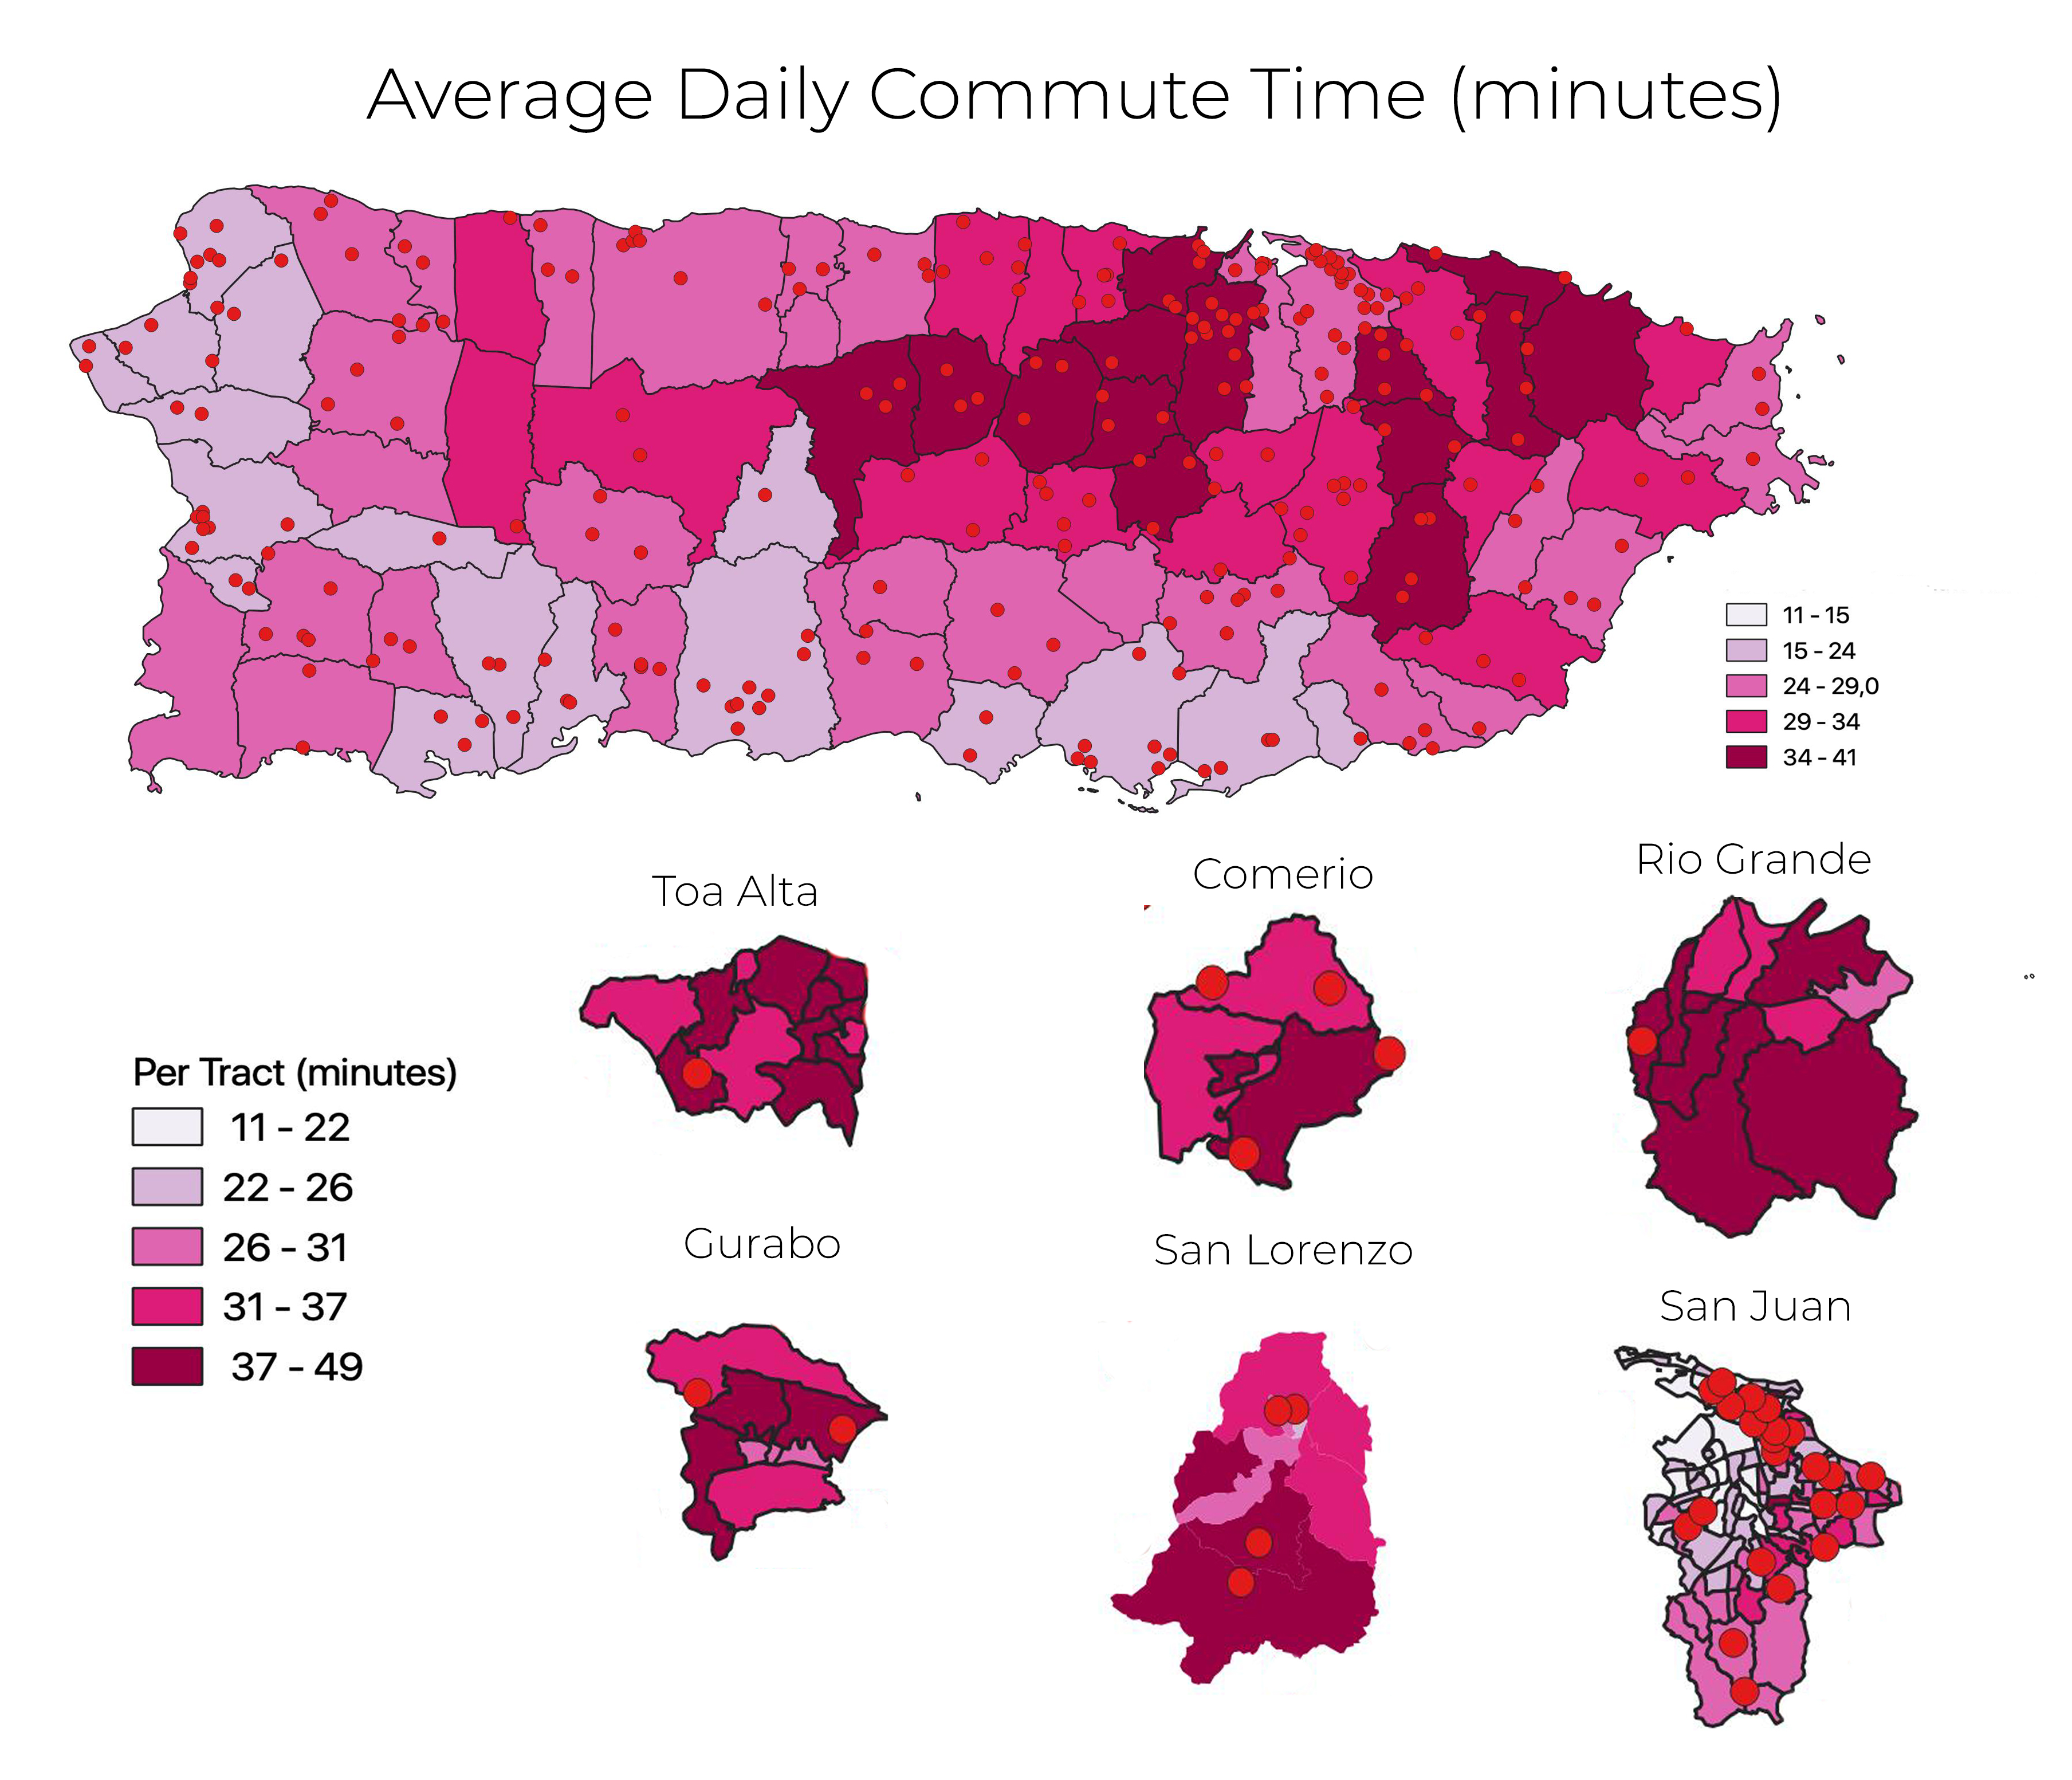 Average Daily Commute Time (minutes)
11 - 15
15 - 24
24 - 29,0
29 - 34
34 - 41
Toa Alta
Comerio
Rio Grande
Per Tract (minutes)
11 - 22
22 - 26
26 - 31
31 - 37
37 - 49
Gurabo
San Lorenzo
San Juan